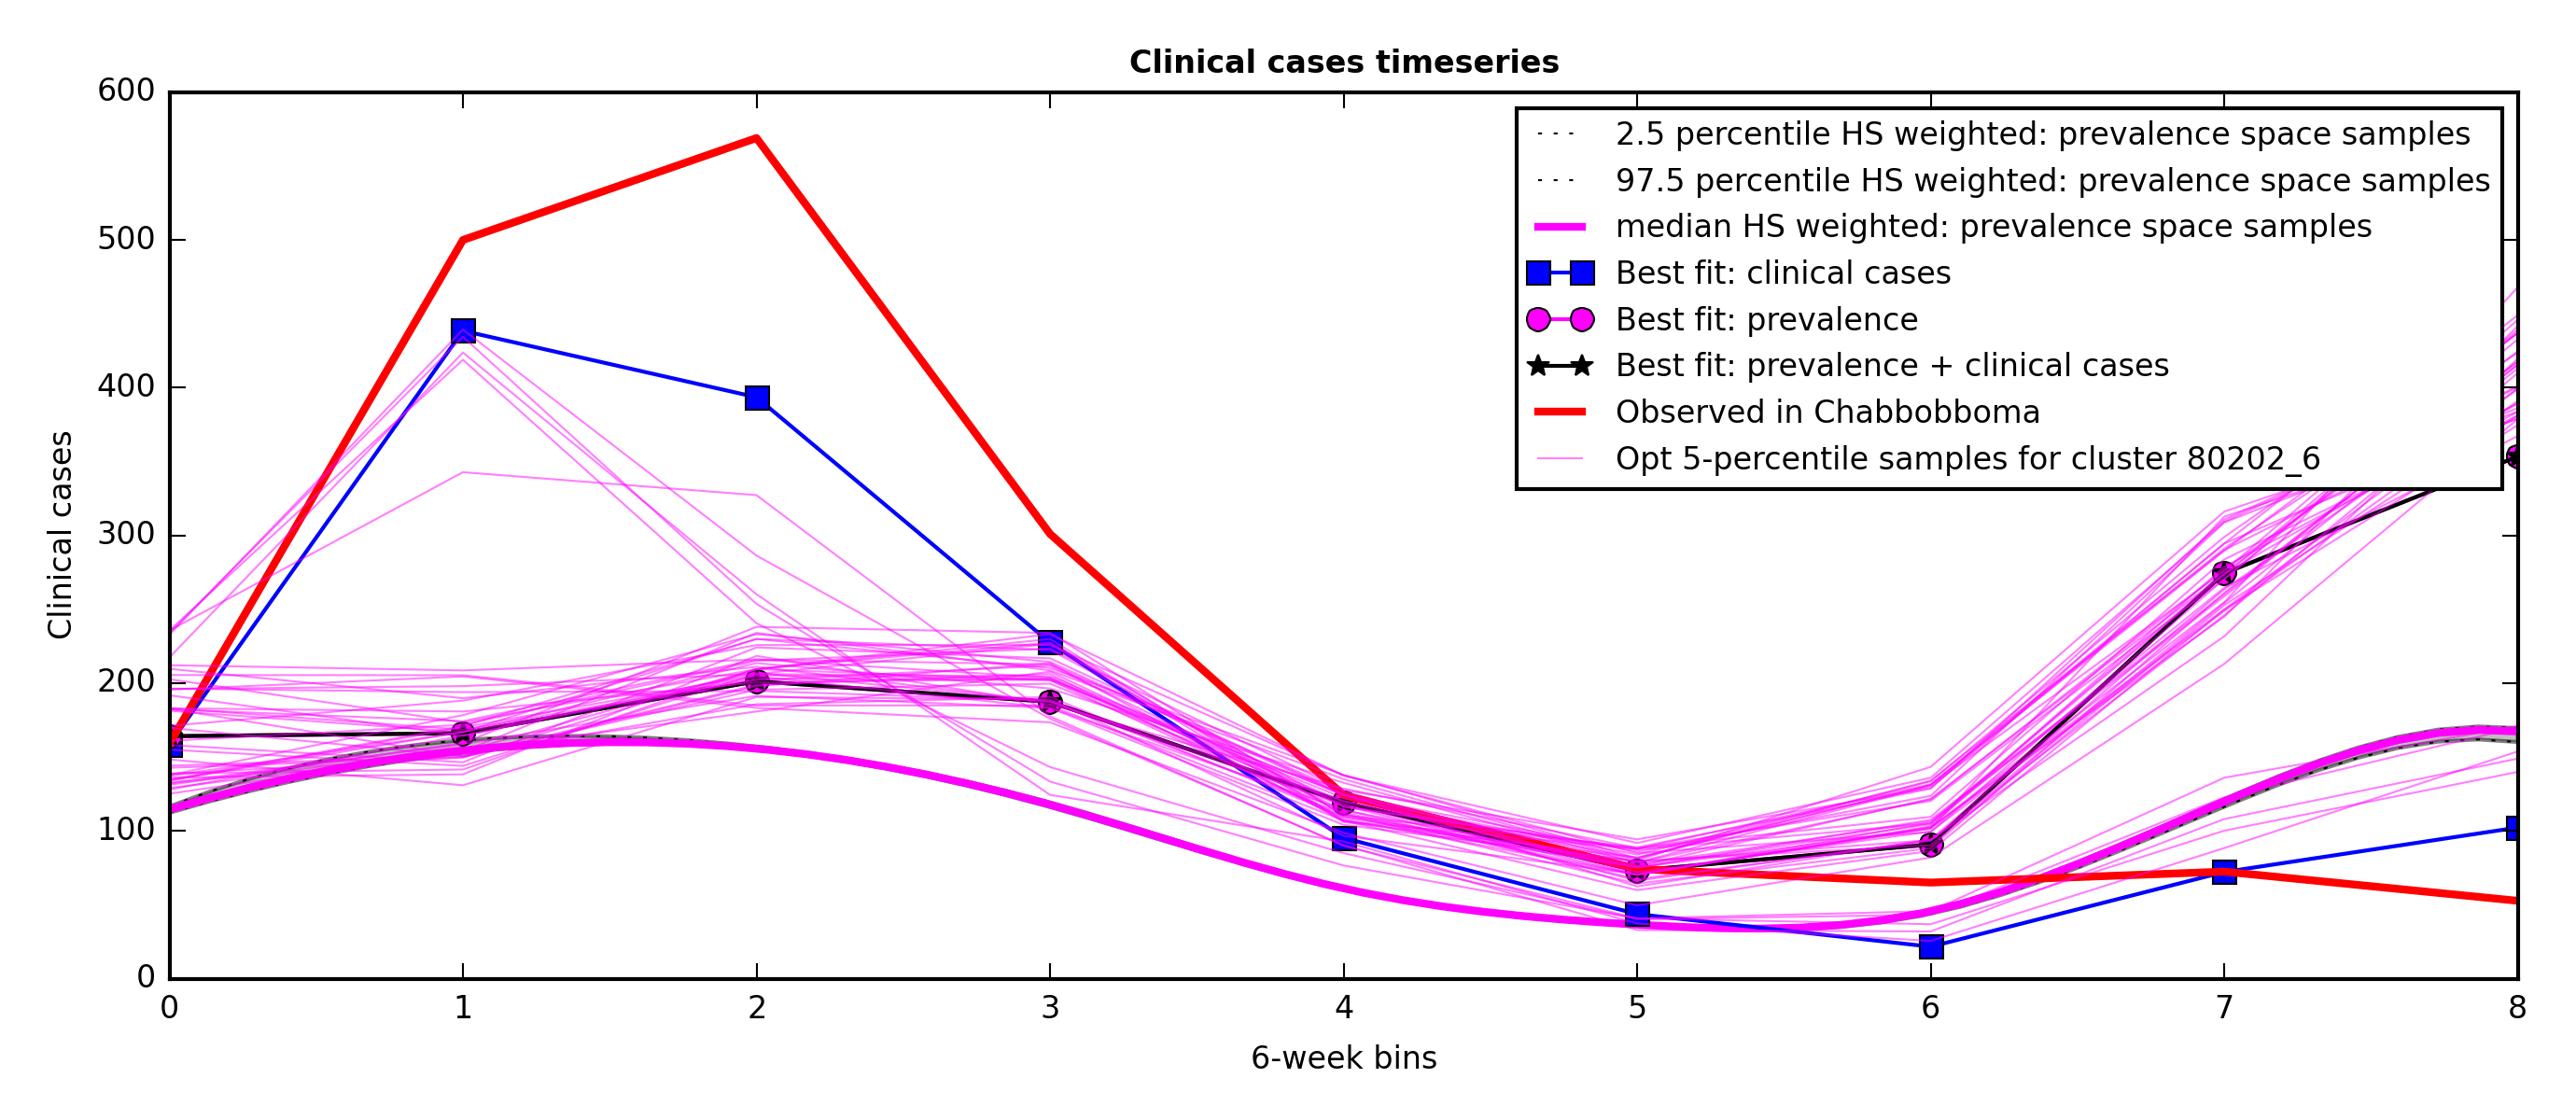 Clinical cases timeseries
600
500
400
300
200
100
0
Clinical cases
0 1 2 3 4 5 6 7 8
6-week bins
2.5 percentile HS weighted: prevalence space samples
97.5 percentile HS weighted: prevalence space samples
median HS weighted: prevalence space samples
Best fit: clinical cases
Best fit: prevalence
Best fit: prevalence + clinical cases
Observed in Chabbobboma
Opt 5-percentile samples for cluster 80202_6